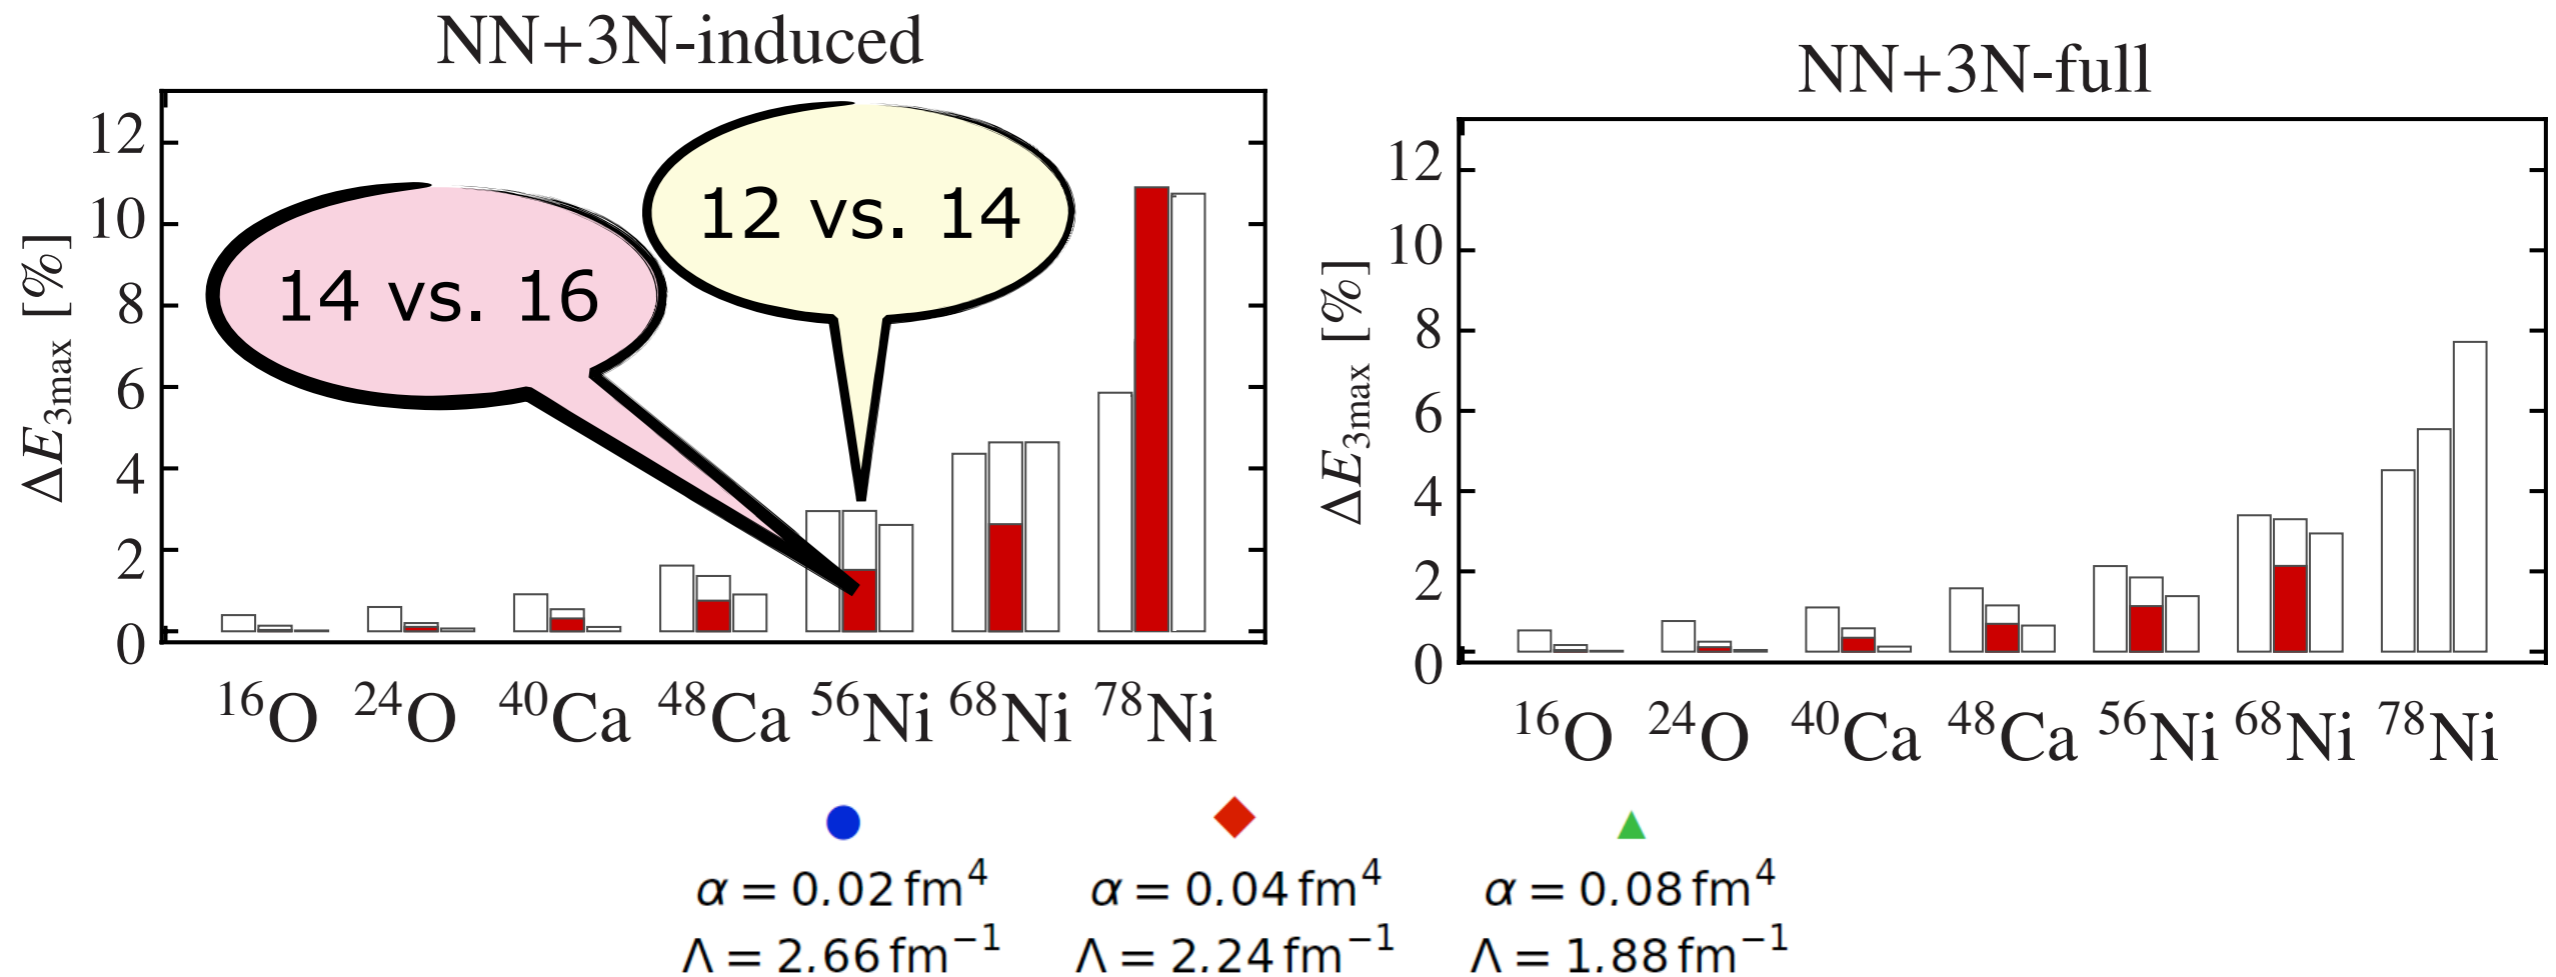 NN+3N-induced
12 vs. 14
14 vs. 16
ΔE₃ₘₐₓ [%]
12
10
8
6
4
2
0
¹⁶O ²⁴O ⁴⁰Ca ⁴⁸Ca ⁵⁶Ni ⁶⁸Ni ⁷⁸Ni
NN+3N-full
ΔE₃ₘₐₓ [%]
12
10
8
6
4
2
0
¹⁶O ²⁴O ⁴⁰Ca ⁴⁸Ca ⁵⁶Ni ⁶⁸Ni ⁷⁸Ni
α = 0.02 fm⁴ α = 0.04 fm⁴ α = 0.08 fm⁴
Λ = 2.66 fm⁻¹ Λ = 2.24 fm⁻¹ Λ = 1.88 fm⁻¹